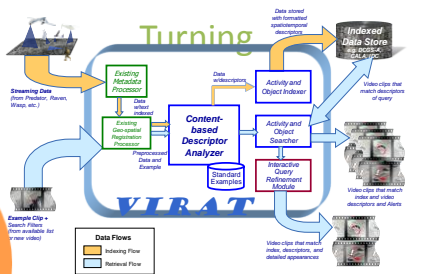 Turning
Data stored
with formatted
spatiotemporal
descriptors
Indexed
Data Store
e.g. DCGS-A,
CALA, IDC
Streaming Data
(from Predator, Raven,
Wasp, etc.)
Existing
Metadata
Processor
Data
w/text
indexed
Existing
Geo-spatial
Registration
Processor
Preprocessed
Data and
Example
Data
w/descriptors
Content-
based
Descriptor
Analyzer
Standard
Examples
Activity and
Object Indexer
Activity and
Object
Searcher
Interactive
Query
Refinement
Module
Video clips that
match descriptors
of query
Video clips that match
index and video
descriptors and Alerts
Video clips that match
index, descriptors, and
detailed appearances
VIRAT
Example Clip +
Search Filters
(from available list
or new video)
Data Flows
Indexing Flow
Retrieval Flow